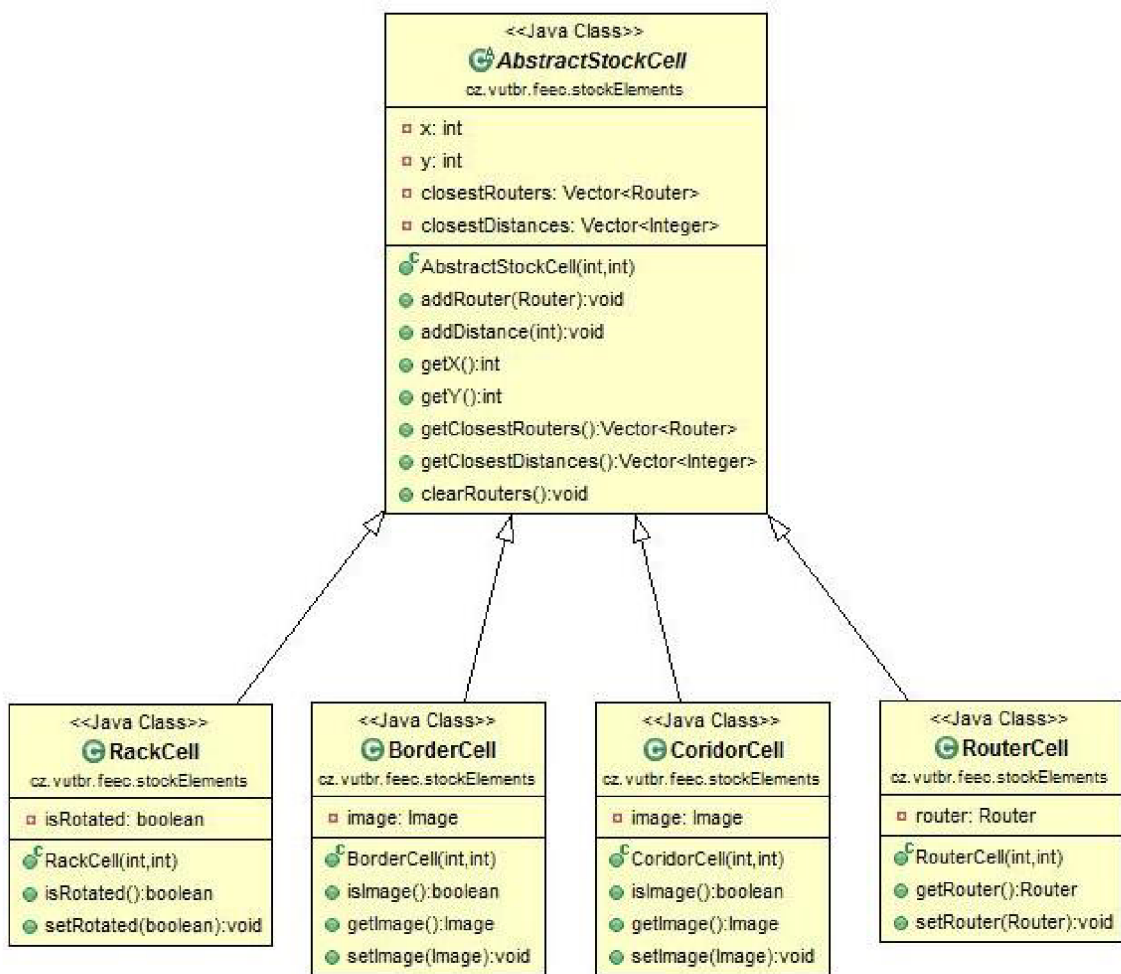 <<Java Class>>
AbstractStockCell
cz.vutbr.feec.stockElements
x: int
y: int
closestRouters: Vector<Router>
closestDistances: Vector<Integer>
AbstractStockCell(int,int)
addRouter(Router):void
addDistance(int):void
getX():int
getY():int
getClosestRouters():Vector<Router>
getClosestDistances():Vector<Integer>
clearRouters():void
<<Java Class>>
RackCell
cz.vutbr.feec.stockElements
isRotated: boolean
RackCell(int,int)
isRotated():boolean
setRotated(boolean):void
<<Java Class>>
BorderCell
cz.vutbr.feec.stockElements
image: Image
BorderCell(int,int)
isImage():boolean
getImage():Image
setImage(Image):void
<<Java Class>>
CoridorCell
cz.vutbr.feec.stockElements
image: Image
CoridorCell(int,int)
isImage():boolean
getImage():Image
setImage(Image):void
<<Java Class>>
RouterCell
cz.vutbr.feec.stockElements
router: Router
RouterCell(int,int)
getRouter():Router
setRouter(Router):void